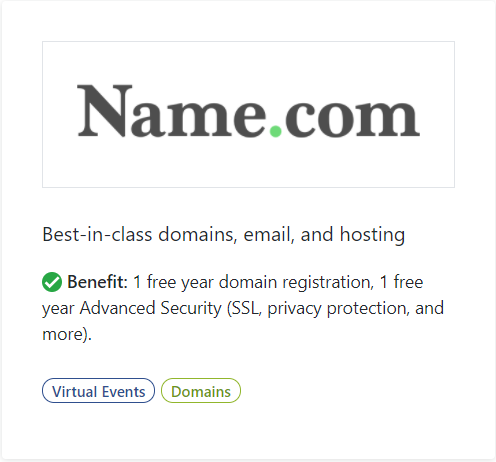 Name.com
Best-in-class domains, email, and hosting
Benefit: 1 free year domain registration, 1 free
year Advanced Security (SSL, privacy protection, and
more).
Virtual Events Domains